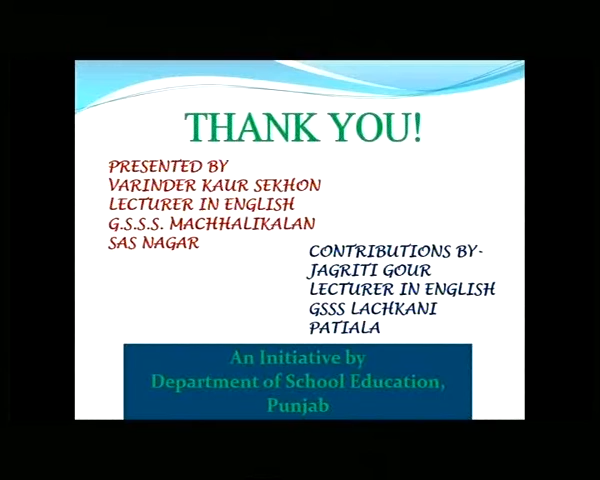 THANK YOU!
PRESENTED BY
VARINDER KAUR SEKHON
LECTURER IN ENGLISH
G.S.S.S. MACHHALIKALAN
SAS NAGAR
CONTRIBUTIONS BY-
JAGRITI GOUR
LECTURER IN ENGLISH
GSSS LACHKANI
PATIALA
An Initiative by
Department of School Education,
Punjab